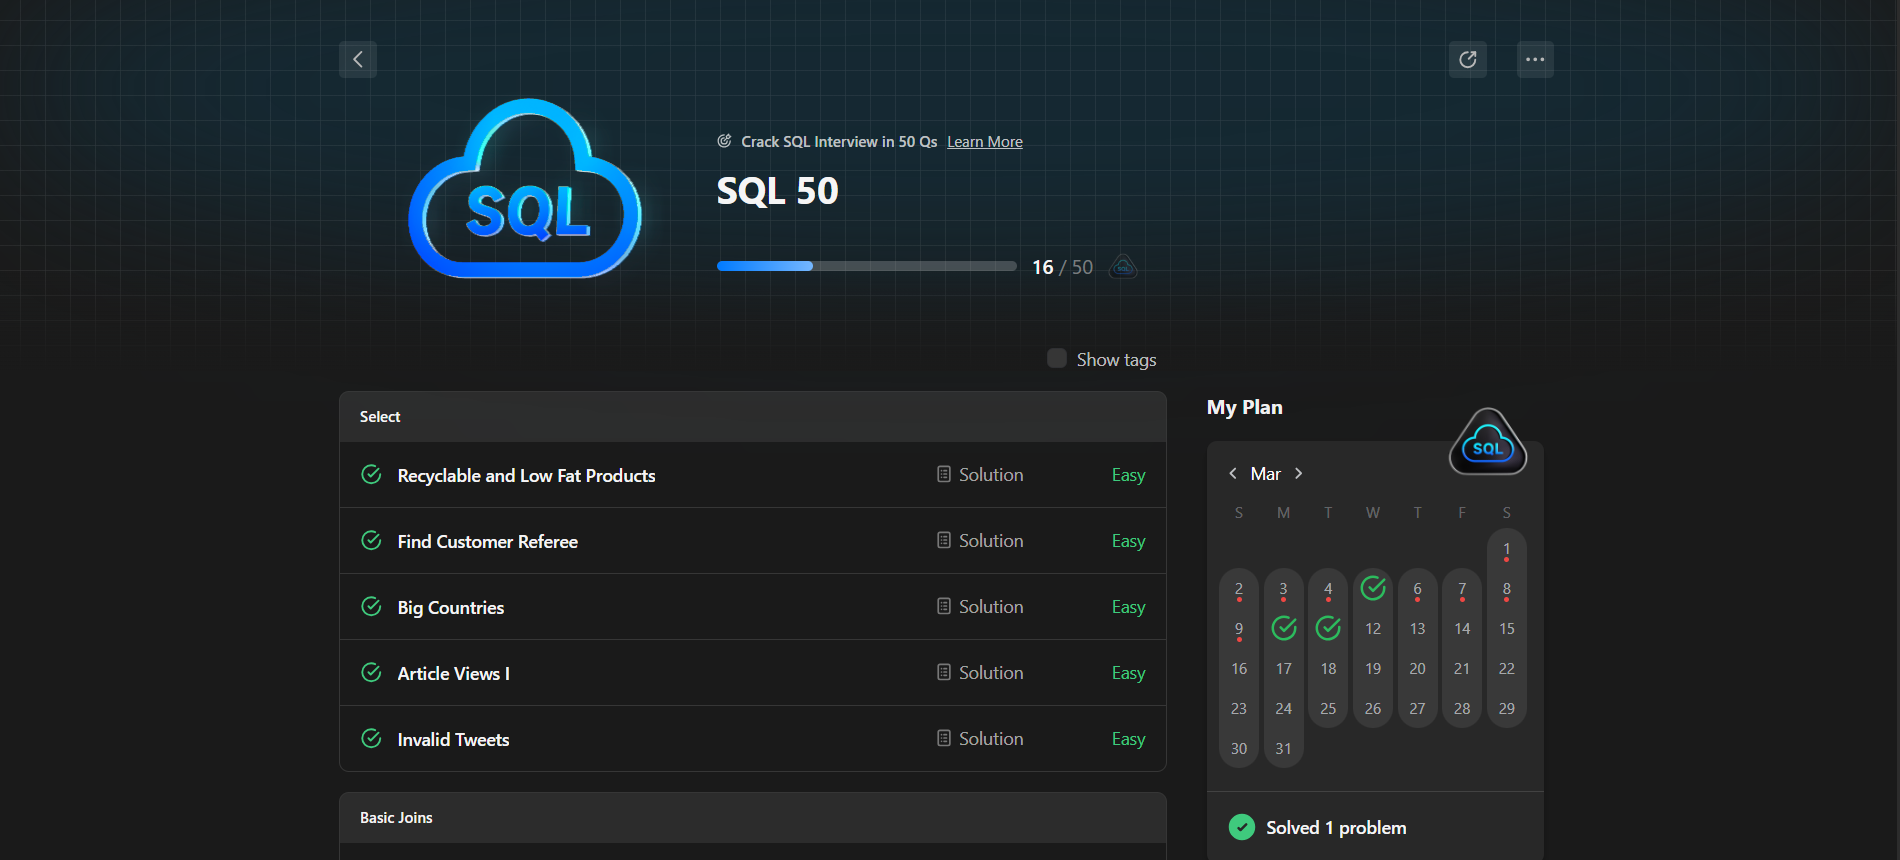 Crack SQL Interview in 50 Qs Learn More
SQL
SQL 50
16 / 50
Show tags
Select
Recyclable and Low Fat Products Solution Easy
Find Customer Referee Solution Easy
Big Countries Solution Easy
Article Views I Solution Easy
Invalid Tweets Solution Easy
Basic Joins
My Plan
SQL
Mar
S M T W T F S
1
2 3 4 6 7 8
9 12 13 14 15
16 17 18 19 20 21 22
23 24 25 26 27 28 29
30 31
Solved 1 problem